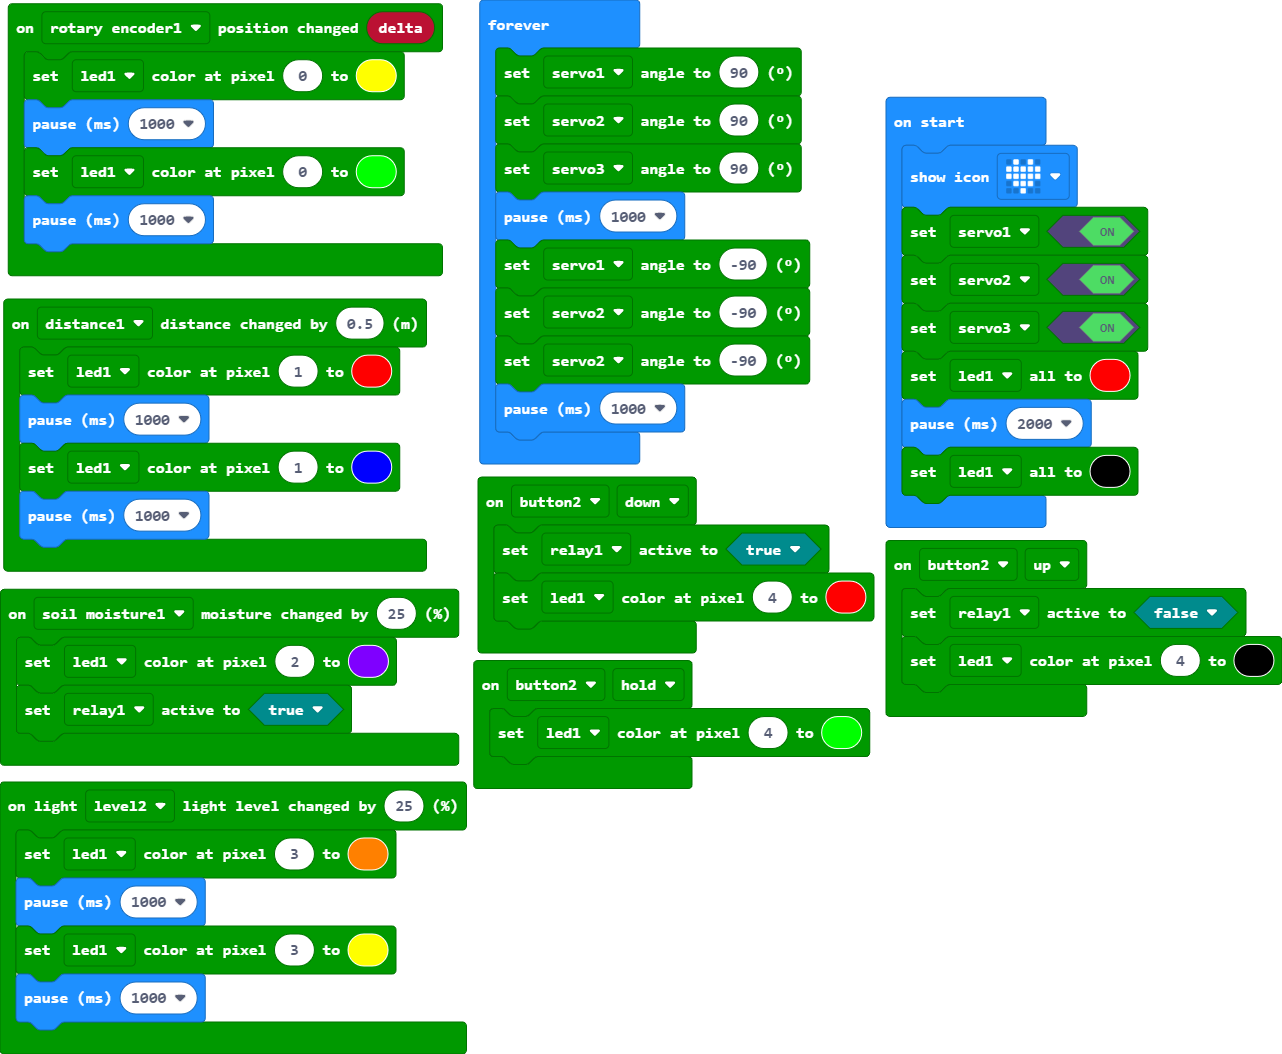 on rotary encoder1 position changed delta
set led1 color at pixel 0 to
pause (ms) 1000
set led1 color at pixel 0 to
pause (ms) 1000
on distance1 distance changed by 0.5 (m)
set led1 color at pixel 1 to
pause (ms) 1000
set led1 color at pixel 1 to
pause (ms) 1000
on soil moisture1 moisture changed by 25 (%)
set led1 color at pixel 2 to
set relay1 active to true
on light level2 light level changed by 25 (%)
set led1 color at pixel 3 to
pause (ms) 1000
set led1 color at pixel 3 to
pause (ms) 1000
forever
set servo1 angle to 90 (º)
set servo2 angle to 90 (º)
set servo3 angle to 90 (º)
pause (ms) 1000
set servo1 angle to -90 (º)
set servo2 angle to -90 (º)
set servo2 angle to -90 (º)
pause (ms) 1000
on button2 down
set relay1 active to true
set led1 color at pixel 4 to
on button2 hold
set led1 color at pixel 4 to
on start
show icon
set servo1 ON
set servo2 ON
set servo3 ON
set led1 all to
pause (ms) 2000
set led1 all to
on button2 up
set relay1 active to false
set led1 color at pixel 4 to